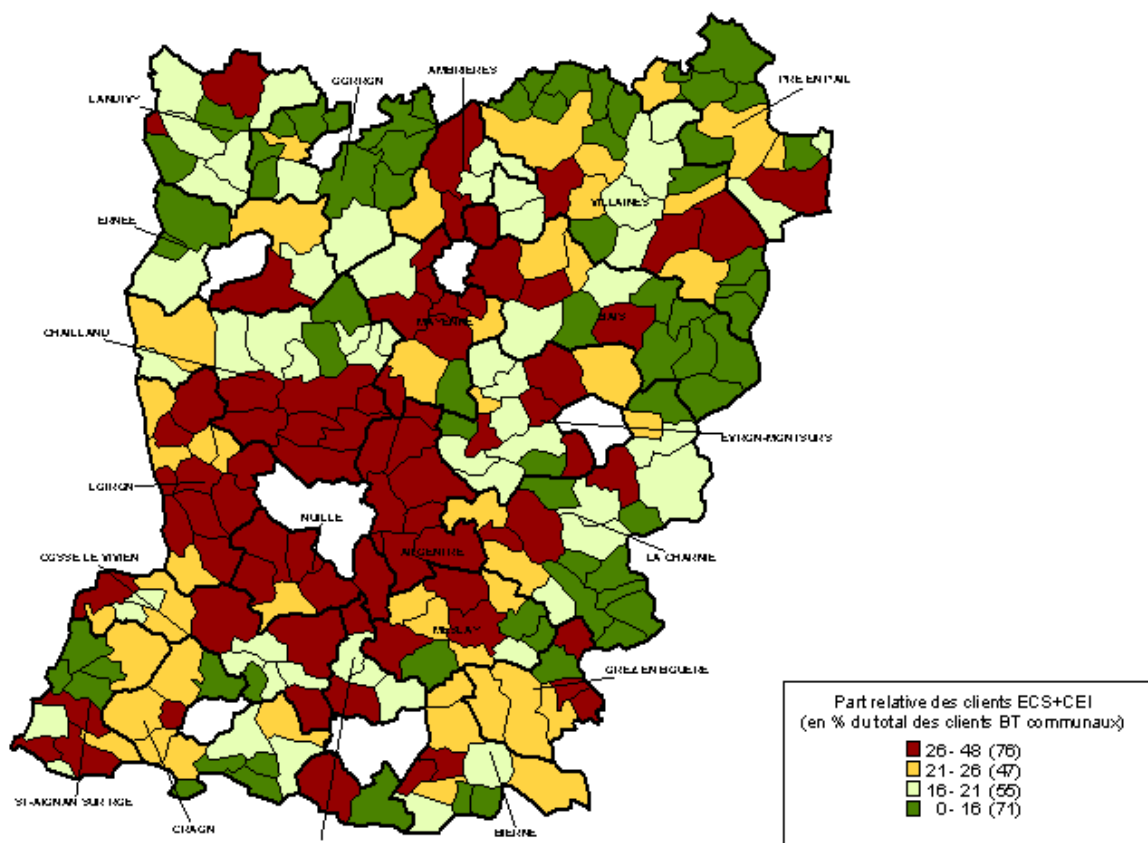 AMBRIERES
GORRON
PRE EN PAIL
LANDIVY
VILLAINES
ERNEE
MAYENNE
BAIS
CHAILLAND
EVRON-MONTSURS
LOIRON
NUILLE
ARGENTRE
LA CHARNIE
COSSE LE VIVIEN
MESLAY
GREZ EN BOUERE
ST-AIGNAN SUR ROE
CRAON
BIERNE
Part relative des clients ECS+CEI
(en % du total des clients BT communaux)
26- 48 (76)
21- 26 (47)
16- 21 (55)
0- 16 (71)